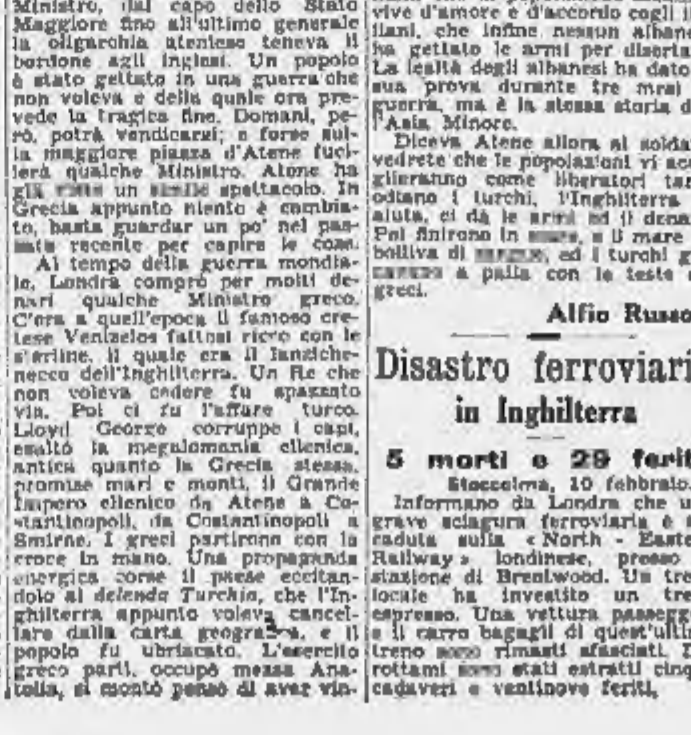 Ministro, dal capo dello Stato
Maggiore fino all'ultimo generale
la oligarchia ateniese teneva il
bordone agli inglesi. Un popolo
è stato gettato in una guerra che
non voleva e della quale ora pre-
vede la tragica fine. Domani, pe-
rò, potrà vendicarsi; e forse sul-
la maggiore piazza d'Atene fuci-
lerà qualche Ministro. Atene ha
già un spettacolo. In
Grecia appunto niente è cambia-
to, basta guardar un po' nel pas-
sato recente per capire le cose.
Al tempo della guerra mondia-
le, Londra comprò per molti de-
nari qualche Ministro greco.
C'era a quell'epoca il famoso cre-
tese Venizelos fattosi ricco con le
sterline, il quale era il lanziche-
necco dell'Inghilterra. Un Re che
non voleva cedere fu
via. Poi ci fu l'affare turco.
Lloyd George corruppe i capi,
esaltò la megalomania ellenica,
antica quanto la Grecia stessa,
promise mari e monti, il Grande
Impero ellenico da Atene a Co-
stantinopoli, da Costantinopoli a
Smirne. I greci partirono con la
croce in mano. Una propaganda
energica corse il paese eccitan-
dolo al delenda Turchia, che l'In-
ghilterra appunto voleva cancel-
lare dalla carta geografica, e il
popolo fu ubriacato. L'esercito
greco partì, occupò mezza Ana-
tolia, si montò pensò di aver vin-
vive d'amore e d'accordo cogli i
liani, che infine nessun alban
ha gettato le armi per diserta
La lealtà degli albanesi ha dato
sua prova durante tre mesi
guerra, ma è la stessa storia d
l'Asia Minore.
Diceva Atene allora ai solda
vedrete che le popolazioni vi acc
glieranno come liberatori tan
odiano i turchi, l'Inghilterra
aiuta, ci dà le armi ed il dena
Poi finirono in mare, e il mare
bolliva di ed i turchi g
a palla con le teste d
greci.
Alfio Russo
Disastro ferroviari
in Inghilterra
5 morti e 29 ferit
Stoccolma, 10 febbraio.
Informano da Londra che u
grave sciagura ferroviaria è
caduta sulla « North - Easte
Railway » londinese, presso
stazione di Brentwood. Un tre
locale ha investito un tre
espresso. Una vettura passegg
e il carro bagagli di quest'ulti
treno sono rimasti sfasciati. D
rottami sono stati estratti cinq
cadaveri e ventinove feriti.